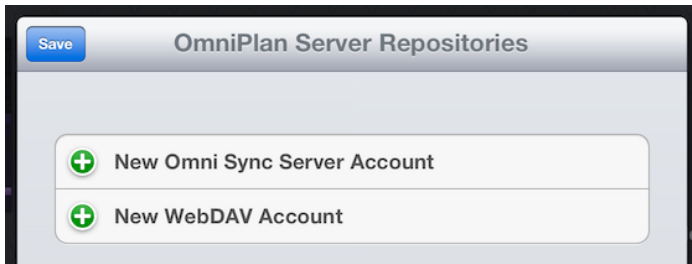 Save
OmniPlan Server Repositories
New Omni Sync Server Account
New WebDAV Account